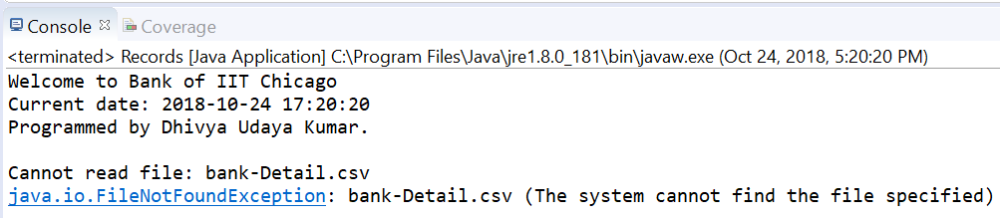 Console Coverage
<terminated> Records [Java Application] C:\Program Files\Java\jre1.8.0_181\bin\javaw.exe (Oct 24, 2018, 5:20:20 PM)
Welcome to Bank of IIT Chicago
Current date: 2018-10-24 17:20:20
Programmed by Dhivya Udaya Kumar.
Cannot read file: bank-Detail.csv
java.io.FileNotFoundException: bank-Detail.csv (The system cannot find the file specified)